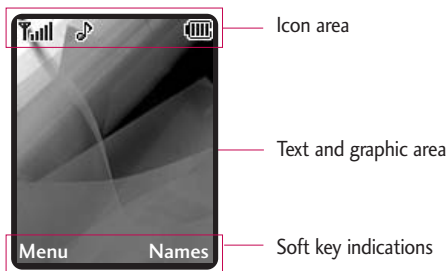 Icon area
Text and graphic area
Menu Names
Soft key indications